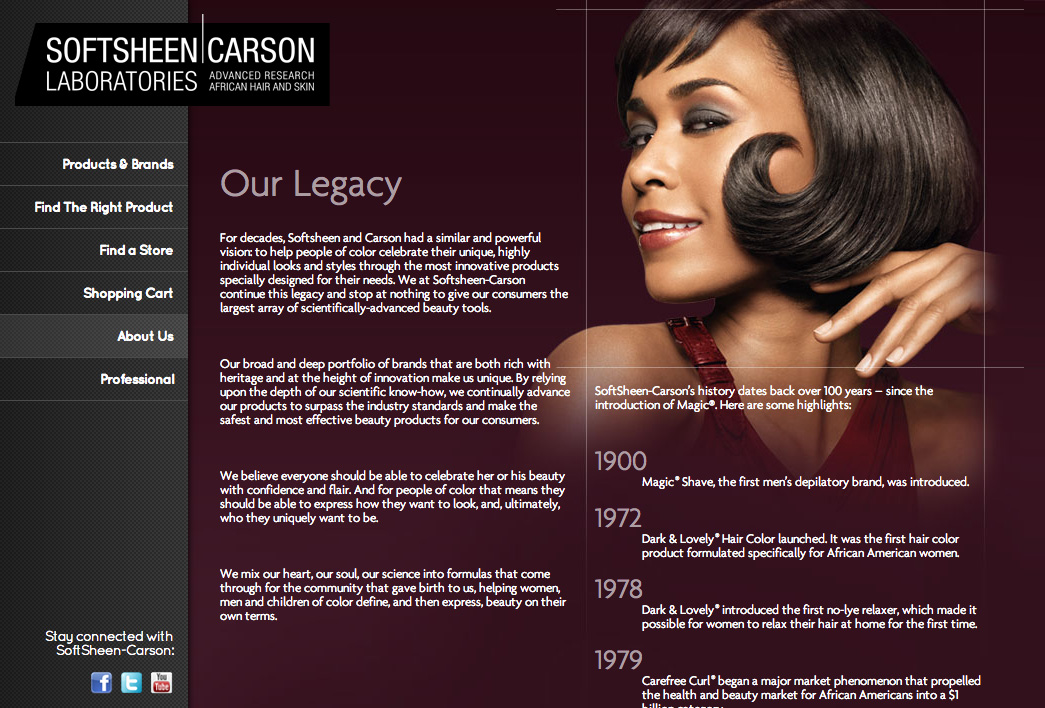 SOFTSHEEN CARSON
LABORATORIES ADVANCED RESEARCH
AFRICAN HAIR AND SKIN
Products & Brands
Find The Right Product
Find a Store
Shopping Cart
About Us
Professional
Stay connected with
SoftSheen-Carson:
f
t
You
Tube
Our Legacy
For decades, Softsheen and Carson had a similar and powerful
vision: to help people of color celebrate their unique, highly
individual looks and styles through the most innovative products
specially designed for their needs. We at Softsheen-Carson
continue this legacy and stop at nothing to give our consumers the
largest array of scientifically-advanced beauty tools.
Our broad and deep portfolio of brands that are both rich with
heritage and at the height of innovation make us unique. By relying
upon the depth of our scientific know-how, we continually advance
our products to surpass the industry standards and make the
safest and most effective beauty products for our consumers.
We believe everyone should be able to celebrate her or his beauty
with confidence and flair. And for people of color that means they
should be able to express how they want to look, and, ultimately,
who they uniquely want to be.
We mix our heart, our soul, our science into formulas that come
through for the community that gave birth to us, helping women,
men and children of color define, and then express, beauty on their
own terms.
SoftSheen-Carson's history dates back over 100 years – since the
introduction of Magic®. Here are some highlights:
1900
Magic® Shave, the first men's depilatory brand, was introduced.
1972
Dark & Lovely® Hair Color launched. It was the first hair color
product formulated specifically for African American women.
1978
Dark & Lovely® introduced the first no-lye relaxer, which made it
possible for women to relax their hair at home for the first time.
1979
Carefree Curl® began a major market phenomenon that propelled
the health and beauty market for African Americans into a $1